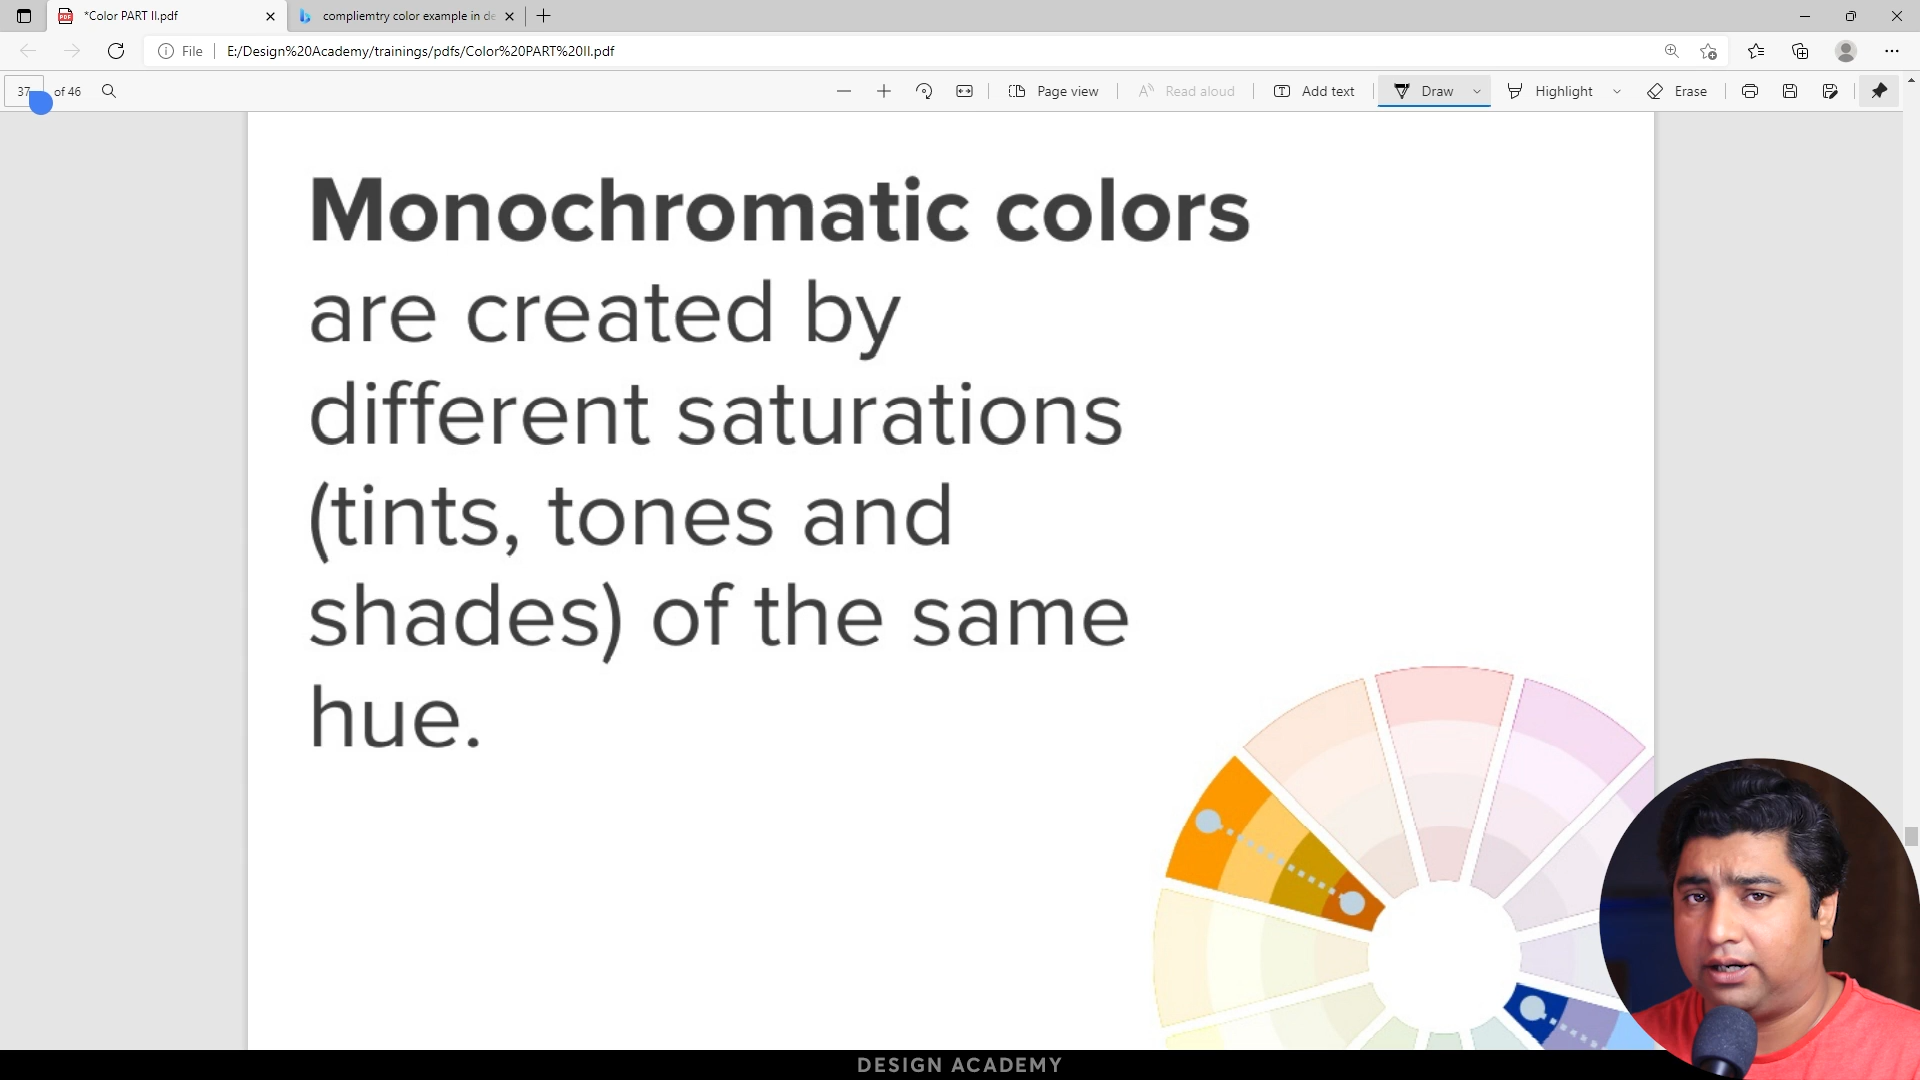 *Color PART II.pdf
compliemtry color example in de
File
E:/Design%20Academy/trainings/pdfs/Color%20PART%20II.pdf
37 of 46
Page view
Read aloud
Add text
Draw
Highlight
Erase
Monochromatic colors
are created by
different saturations
(tints, tones and
shades) of the same
hue.
DESIGN ACADEMY